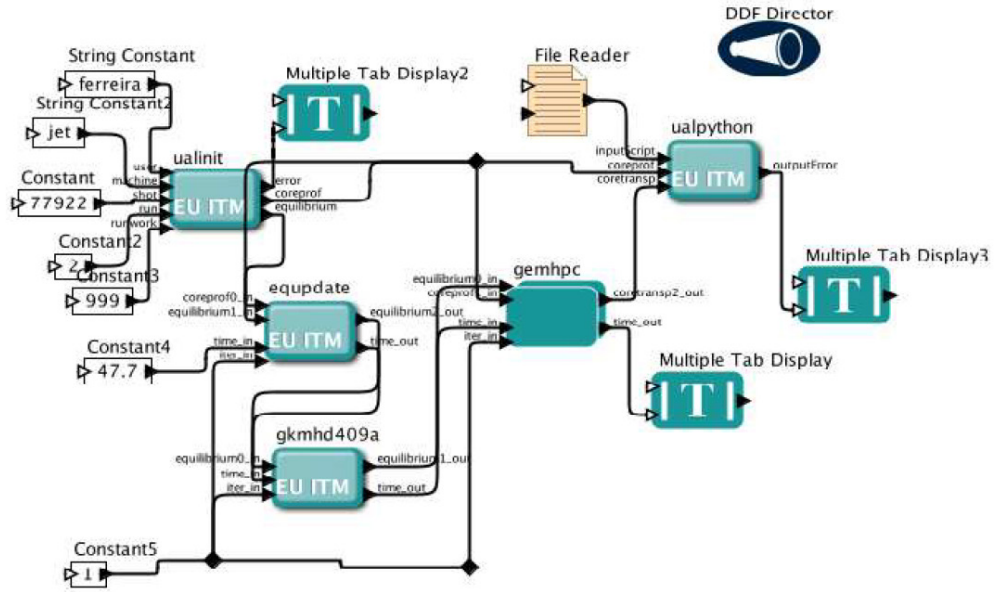 DDF Director
String Constant
ferreira
String Constant2
jet
Constant
77922
Constant2
2
Constant3
999
Multiple Tab Display2
T
File Reader
ualinit
user
machine
shot
run
runwork
EU ITM
error
coreprof
equilibrium
ualpython
inputScript
coreprof
coretransp
EU ITM
outputError
Multiple Tab Display3
T
equpdate
coreprof0_in
equilibrium1_in
time_in
iter_in
EU ITM
equilibrium2_out
time_out
Constant4
47.7
gemhpc
equilibrium0_in
coreprof1_in
time_in
iter_in
coretransp2_out
time_out
Multiple Tab Display
T
gkmhd409a
equilibrium0_in
time_in
iter_in
EU ITM
equilibrium1_out
time_out
Constant5
1